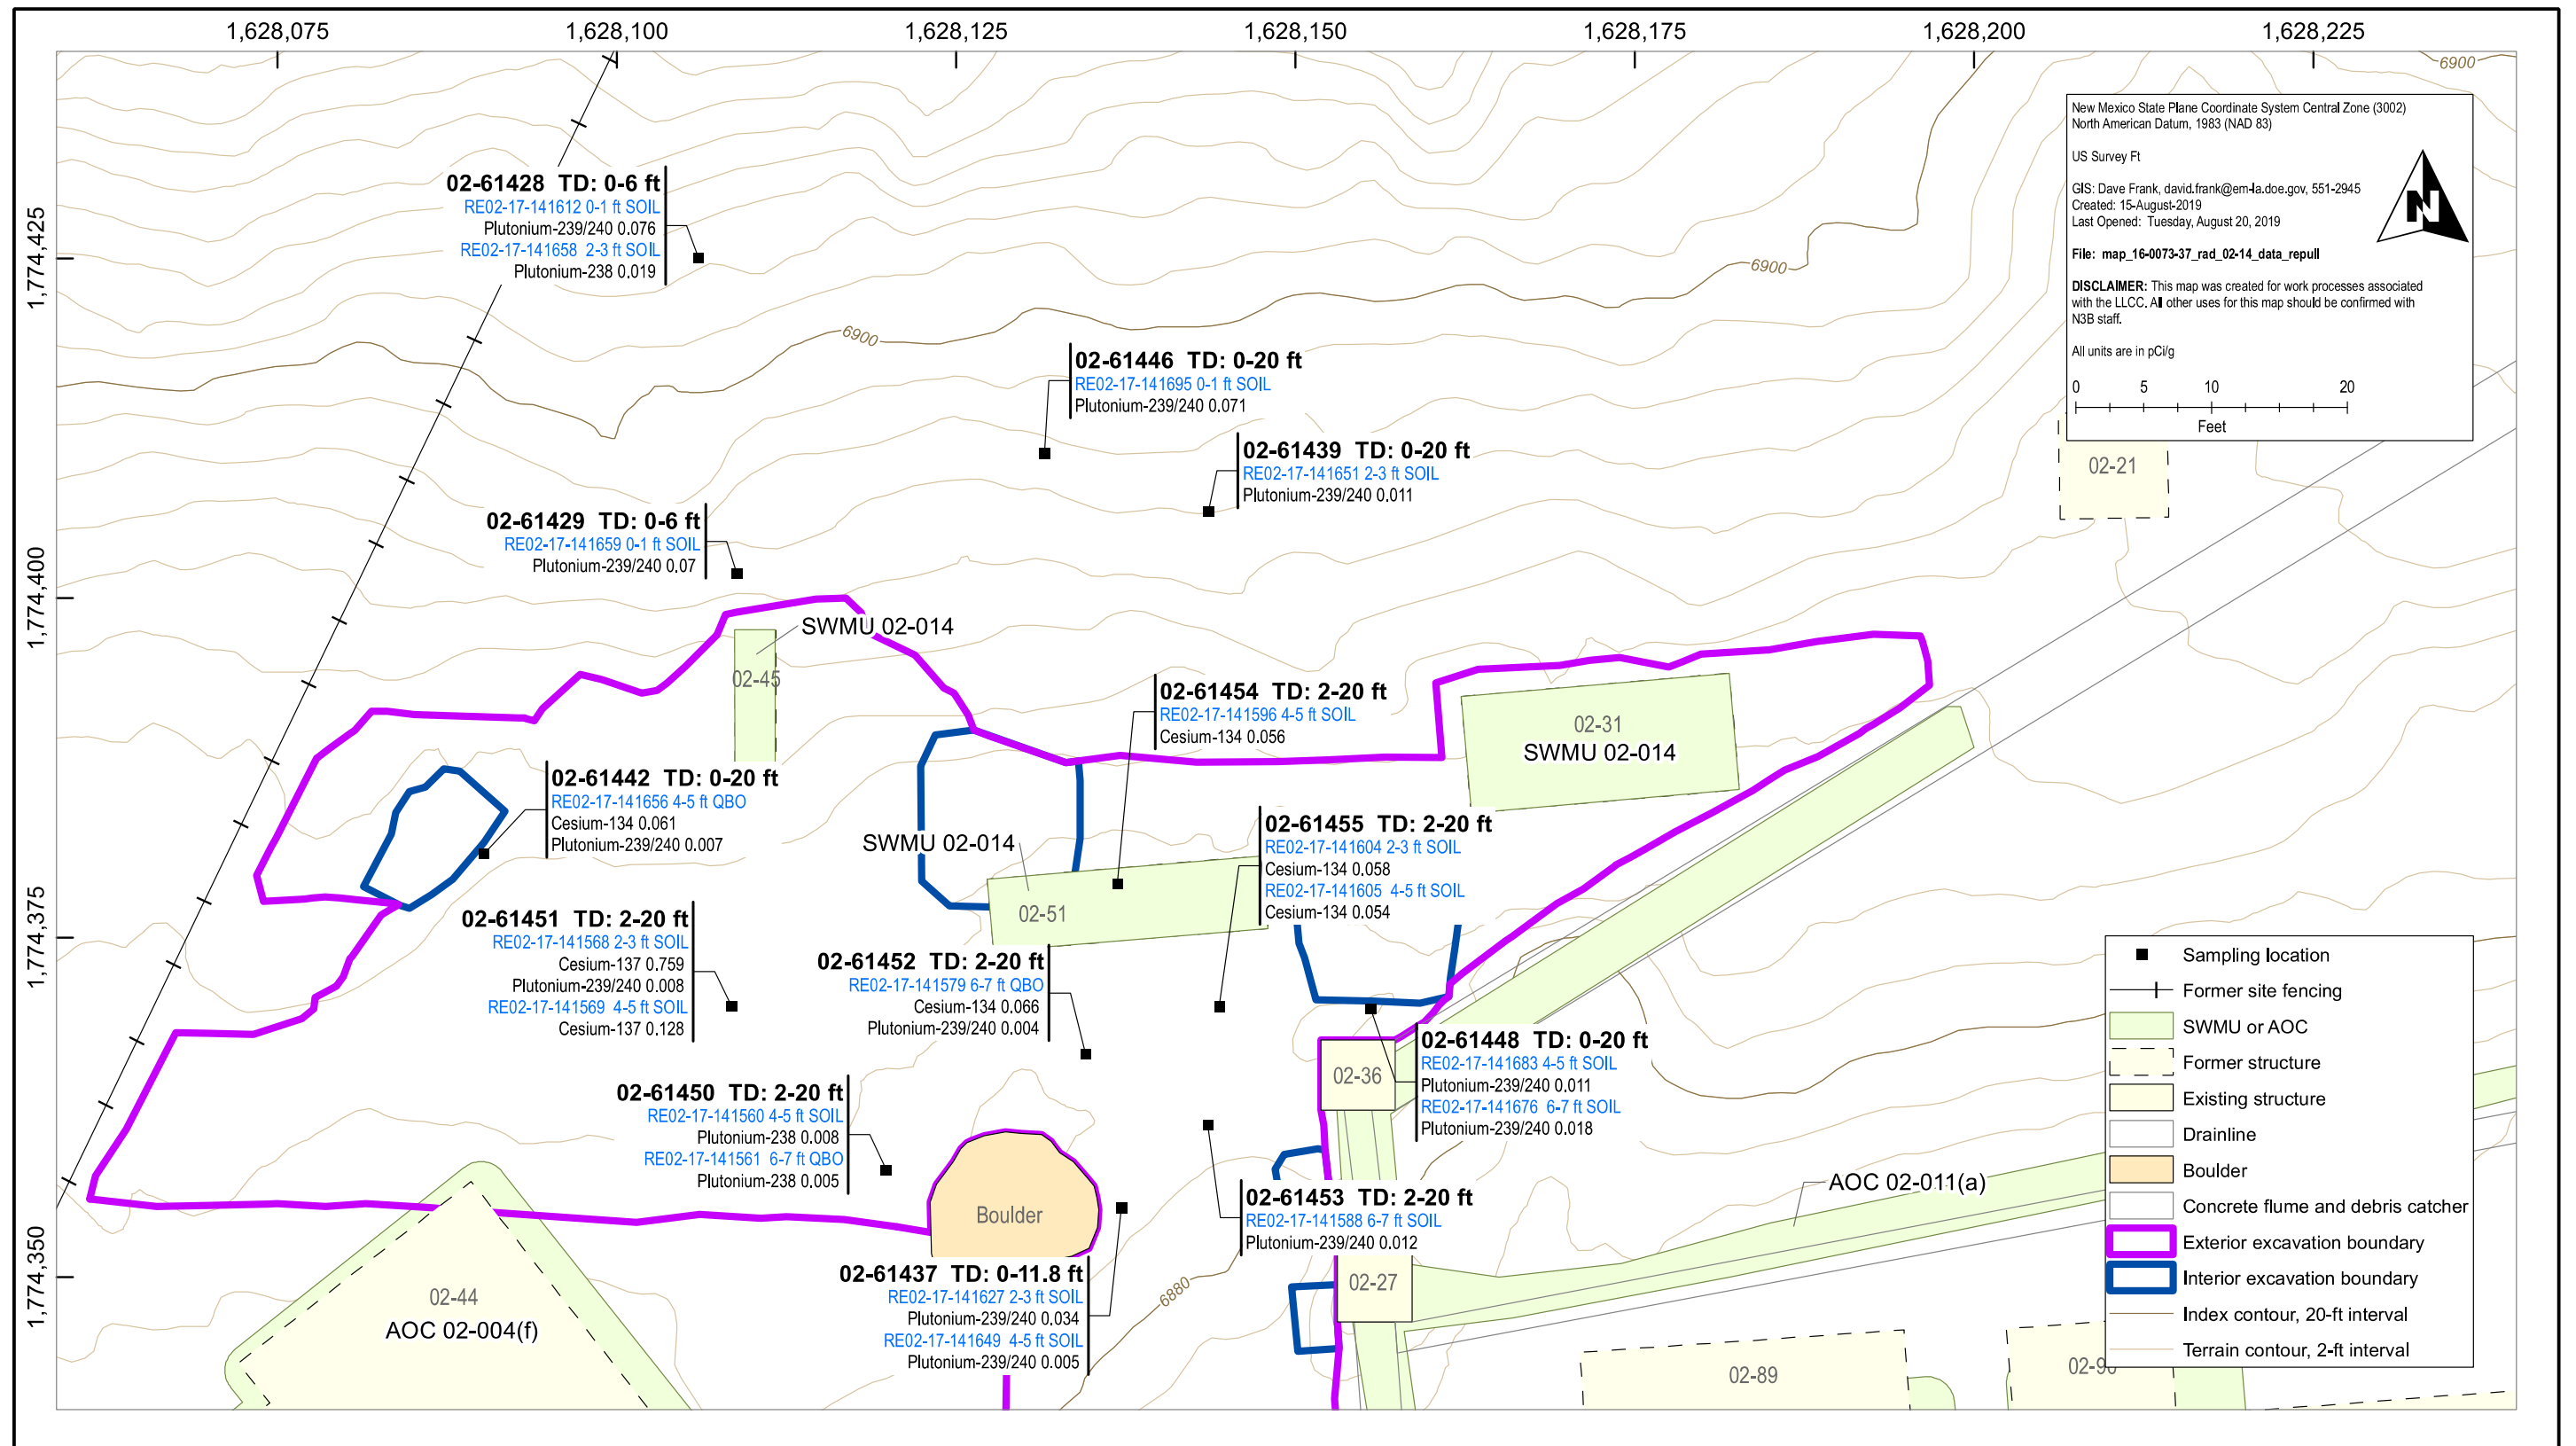 1,628,075
1,628,100
1,628,125
1,628,150
1,628,175
1,628,200
1,628,225
1,774,425
1,774,400
1,774,375
1,774,350
6900
6900
6900
6880
New Mexico State Plane Coordinate System Central Zone (3002)
North American Datum, 1983 (NAD 83)
US Survey Ft
GIS: Dave Frank, david.frank@em-la.doe.gov, 551-2945
Created: 15-August-2019
Last Opened: Tuesday, August 20, 2019
File: map_16-0073-37_rad_02-14_data_repull
DISCLAIMER: This map was created for work processes associated
with the LLCC. All other uses for this map should be confirmed with
N3B staff.
All units are in pCi/g
0 5 10 20
Feet
N
02-61428 TD: 0-6 ft
RE02-17-141612 0-1 ft SOIL
Plutonium-239/240 0.076
RE02-17-141658 2-3 ft SOIL
Plutonium-238 0.019
02-61446 TD: 0-20 ft
RE02-17-141695 0-1 ft SOIL
Plutonium-239/240 0.071
02-61439 TD: 0-20 ft
RE02-17-141651 2-3 ft SOIL
Plutonium-239/240 0.011
02-21
02-61429 TD: 0-6 ft
RE02-17-141659 0-1 ft SOIL
Plutonium-239/240 0.07
SWMU 02-014
02-45
02-61454 TD: 2-20 ft
RE02-17-141596 4-5 ft SOIL
Cesium-134 0.056
02-31
SWMU 02-014
02-61442 TD: 0-20 ft
RE02-17-141656 4-5 ft QBO
Cesium-134 0.061
Plutonium-239/240 0.007
SWMU 02-014
02-51
02-61455 TD: 2-20 ft
RE02-17-141604 2-3 ft SOIL
Cesium-134 0.058
RE02-17-141605 4-5 ft SOIL
Cesium-134 0.054
02-61451 TD: 2-20 ft
RE02-17-141568 2-3 ft SOIL
Cesium-137 0.759
Plutonium-239/240 0.008
RE02-17-141569 4-5 ft SOIL
Cesium-137 0.128
02-61452 TD: 2-20 ft
RE02-17-141579 6-7 ft QBO
Cesium-134 0.066
Plutonium-239/240 0.004
02-36
02-61448 TD: 0-20 ft
RE02-17-141683 4-5 ft SOIL
Plutonium-239/240 0.011
RE02-17-141676 6-7 ft SOIL
Plutonium-239/240 0.018
02-61450 TD: 2-20 ft
RE02-17-141560 4-5 ft SOIL
Plutonium-238 0.008
RE02-17-141561 6-7 ft QBO
Plutonium-238 0.005
Boulder
02-61453 TD: 2-20 ft
RE02-17-141588 6-7 ft SOIL
Plutonium-239/240 0.012
AOC 02-011(a)
02-27
02-61437 TD: 0-11.8 ft
RE02-17-141627 2-3 ft SOIL
Plutonium-239/240 0.034
RE02-17-141649 4-5 ft SOIL
Plutonium-239/240 0.005
02-44
AOC 02-004(f)
02-89
Sampling location
Former site fencing
SWMU or AOC
Former structure
Existing structure
Drainline
Boulder
Concrete flume and debris catcher
Exterior excavation boundary
Interior excavation boundary
Index contour, 20-ft interval
Terrain contour, 2-ft interval